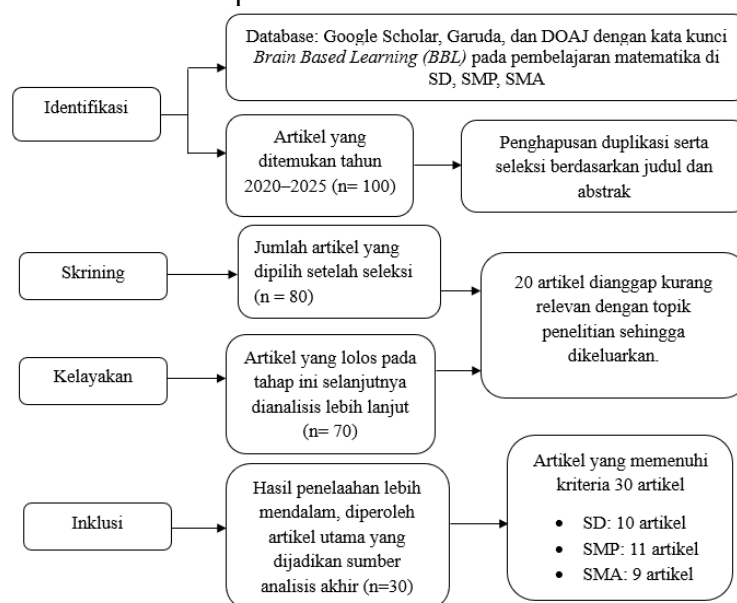 Database: Google Scholar, Garuda, dan DOAJ dengan kata kunci
Brain Based Learning (BBL) pada pembelajaran matematika di
SD, SMP, SMA
Identifikasi
Artikel yang
ditemukan tahun
2020–2025 (n= 100)
Penghapusan duplikasi serta
seleksi berdasarkan judul dan
abstrak
Skrining
Jumlah artikel yang
dipilih setelah seleksi
(n = 80)
20 artikel dianggap kurang
relevan dengan topik
penelitian sehingga
dikeluarkan.
Kelayakan
Artikel yang lolos pada
tahap ini selanjutnya
dianalisis lebih lanjut
(n= 70)
Inklusi
Hasil penelaahan lebih
mendalam, diperoleh
artikel utama yang
dijadikan sumber
analisis akhir (n=30)
Artikel yang memenuhi
kriteria 30 artikel
• SD: 10 artikel
• SMP: 11 artikel
• SMA: 9 artikel